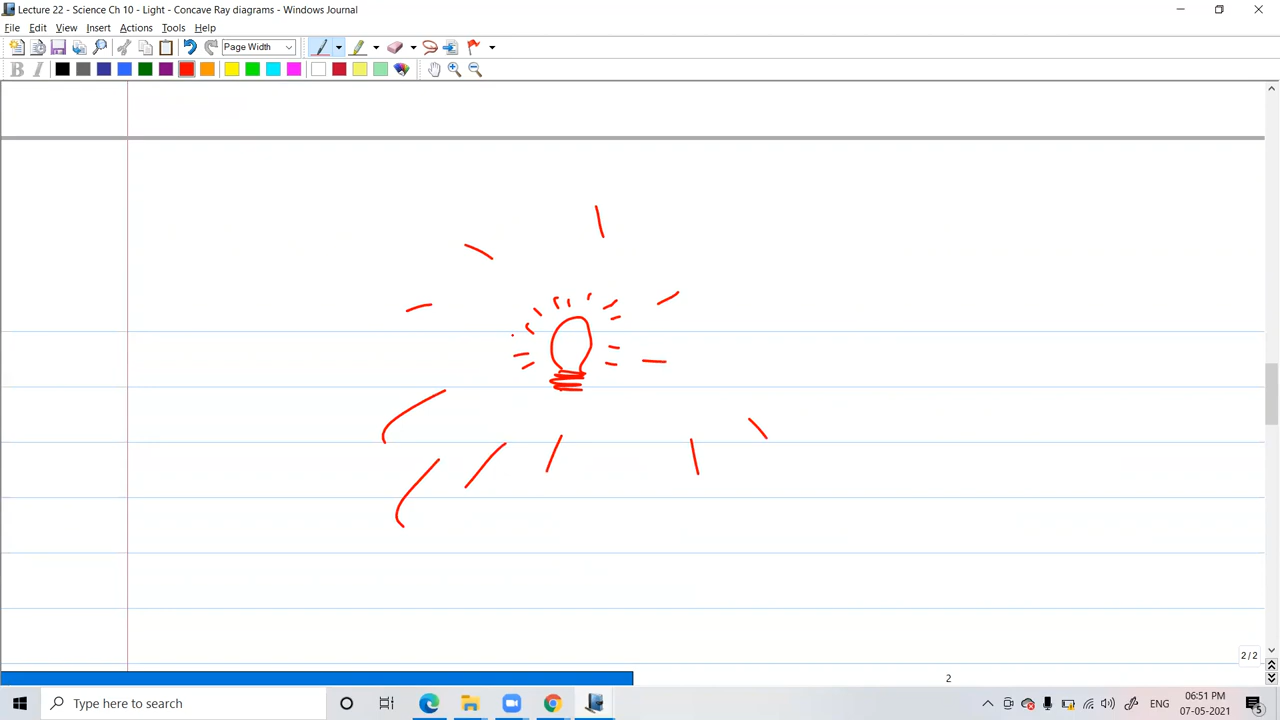 Lecture 22 - Science Ch 10 - Light - Concave Ray diagrams - Windows Journal
File Edit View Insert Actions Tools Help
Page Width
B I
2 / 2
2
Type here to search
ENG
06:51 PM
07-05-2021
5